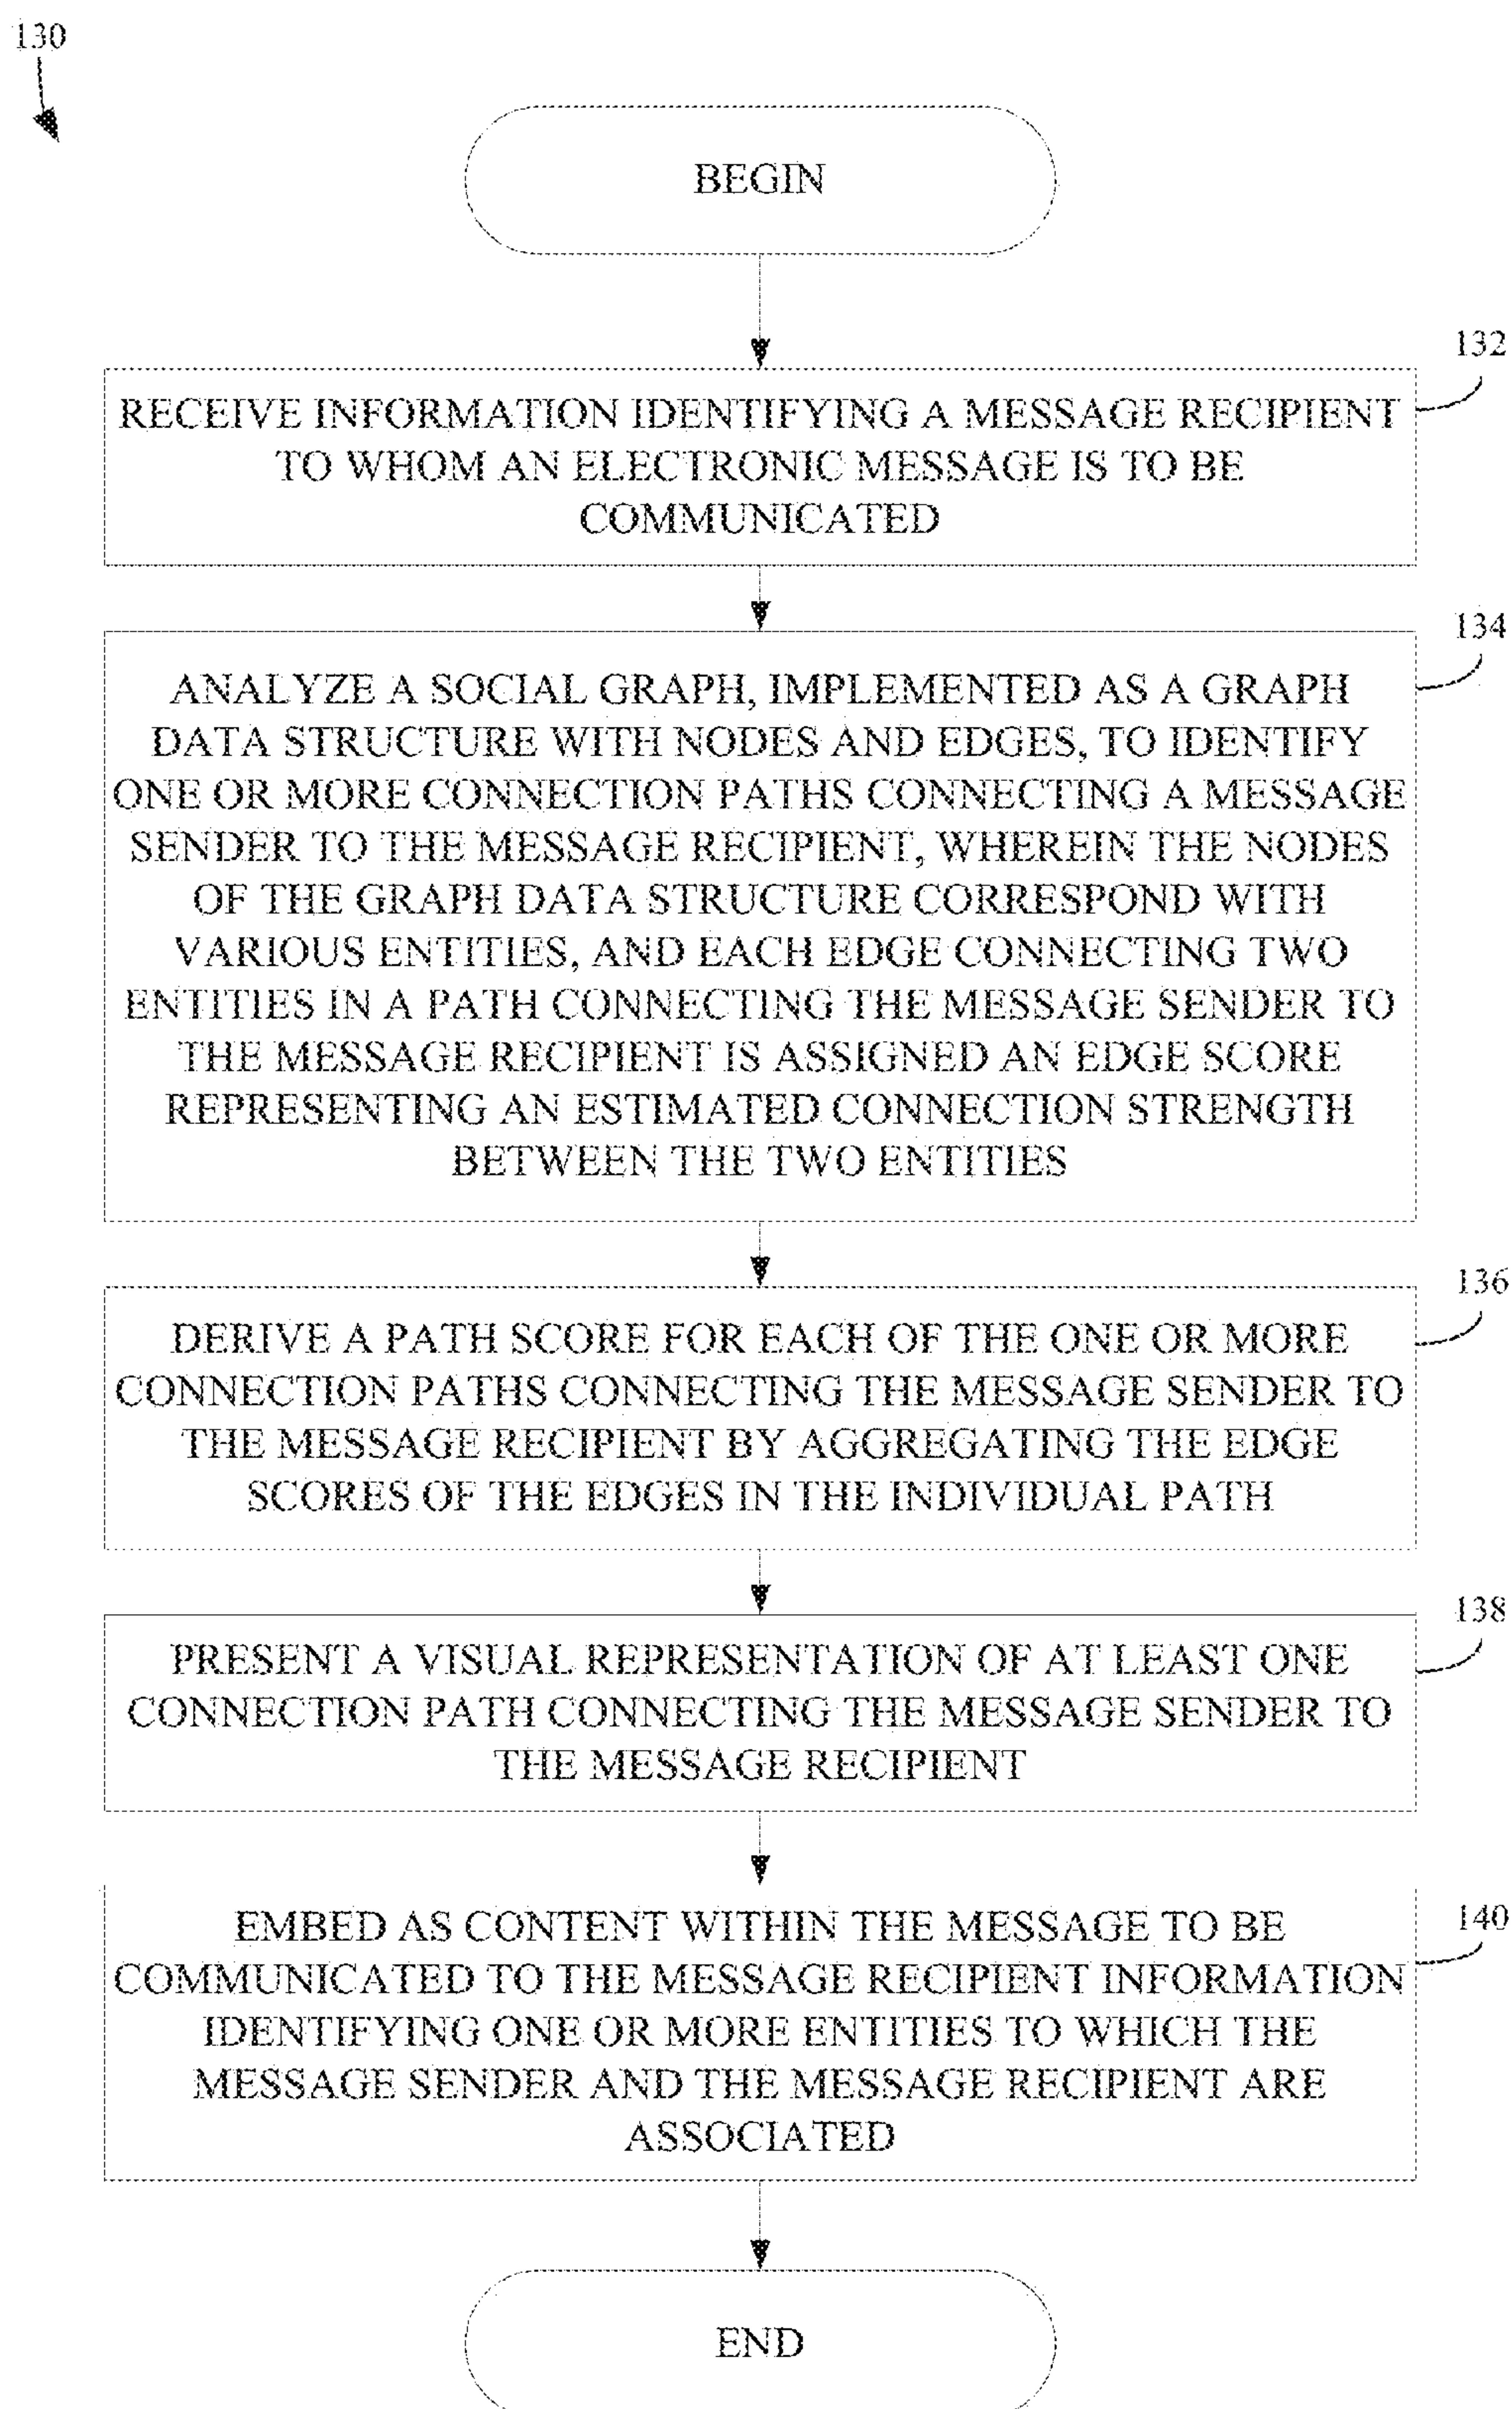 130
BEGIN
132
RECEIVE INFORMATION IDENTIFYING A MESSAGE RECIPIENT
TO WHOM AN ELECTRONIC MESSAGE IS TO BE
COMMUNICATED
134
ANALYZE A SOCIAL GRAPH, IMPLEMENTED AS A GRAPH
DATA STRUCTURE WITH NODES AND EDGES, TO IDENTIFY
ONE OR MORE CONNECTION PATHS CONNECTING A MESSAGE
SENDER TO THE MESSAGE RECIPIENT, WHEREIN THE NODES
OF THE GRAPH DATA STRUCTURE CORRESPOND WITH
VARIOUS ENTITIES, AND EACH EDGE CONNECTING TWO
ENTITIES IN A PATH CONNECTING THE MESSAGE SENDER TO
THE MESSAGE RECIPIENT IS ASSIGNED AN EDGE SCORE
REPRESENTING AN ESTIMATED CONNECTION STRENGTH
BETWEEN THE TWO ENTITIES
136
DERIVE A PATH SCORE FOR EACH OF THE ONE OR MORE
CONNECTION PATHS CONNECTING THE MESSAGE SENDER TO
THE MESSAGE RECIPIENT BY AGGREGATING THE EDGE
SCORES OF THE EDGES IN THE INDIVIDUAL PATH
138
PRESENT A VISUAL REPRESENTATION OF AT LEAST ONE
CONNECTION PATH CONNECTING THE MESSAGE SENDER TO
THE MESSAGE RECIPIENT
140
EMBED AS CONTENT WITHIN THE MESSAGE TO BE
COMMUNICATED TO THE MESSAGE RECIPIENT INFORMATION
IDENTIFYING ONE OR MORE ENTITIES TO WHICH THE
MESSAGE SENDER AND THE MESSAGE RECIPIENT ARE
ASSOCIATED
END